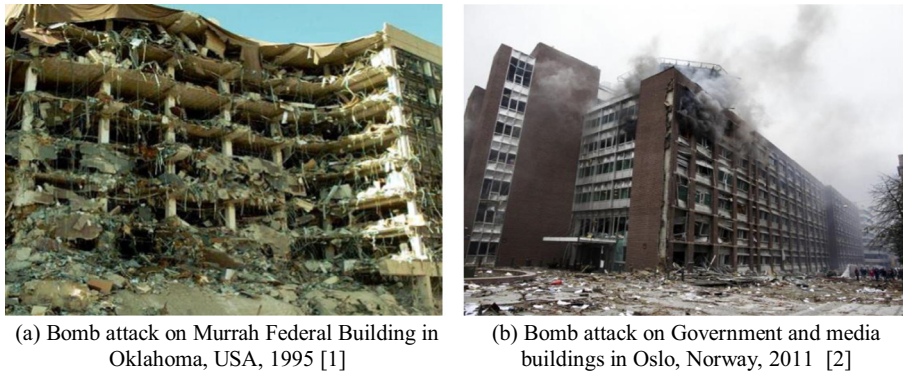 (a) Bomb attack on Murrah Federal Building in
Oklahoma, USA, 1995 [1]
(b) Bomb attack on Government and media
buildings in Oslo, Norway, 2011  [2]